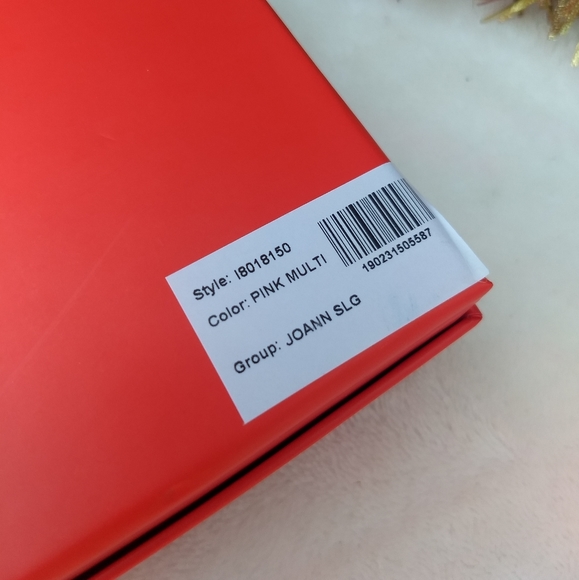 Style: I8018150
Color: PINK MULTI
190231505587
Group: JOANN SLG